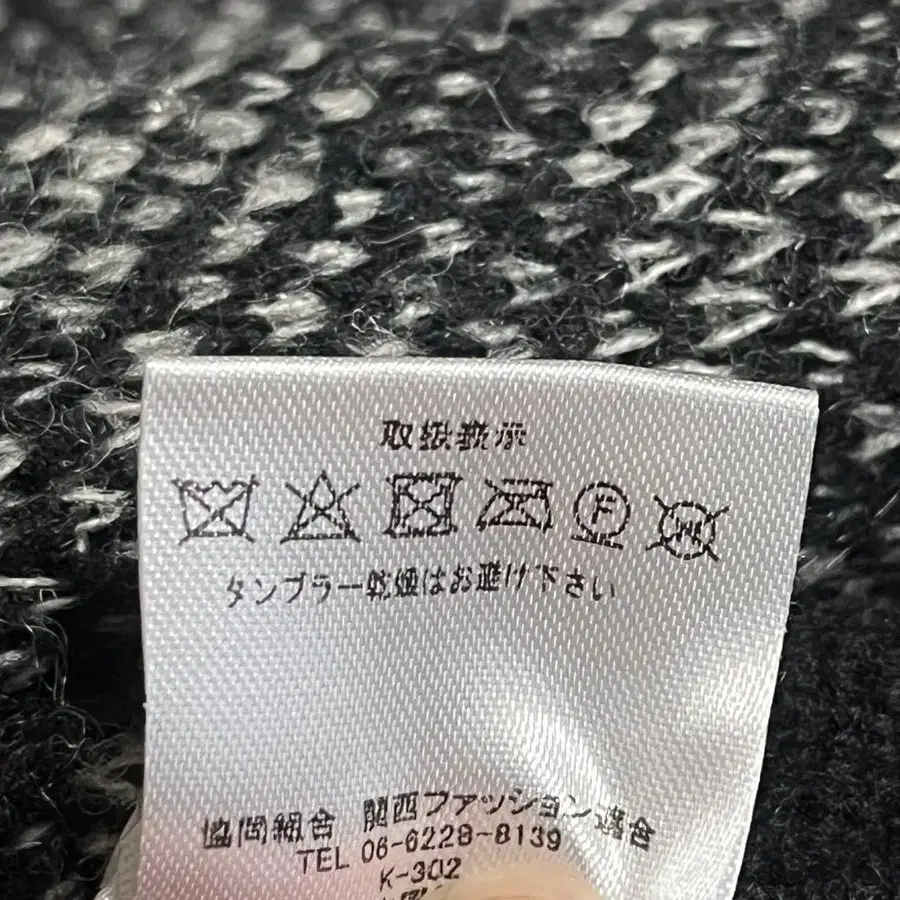 取扱表示
F W
タンブラー乾燥はお避け下さい
協同組合 関西ファッション連合
TEL 06-6228-8139
K-302